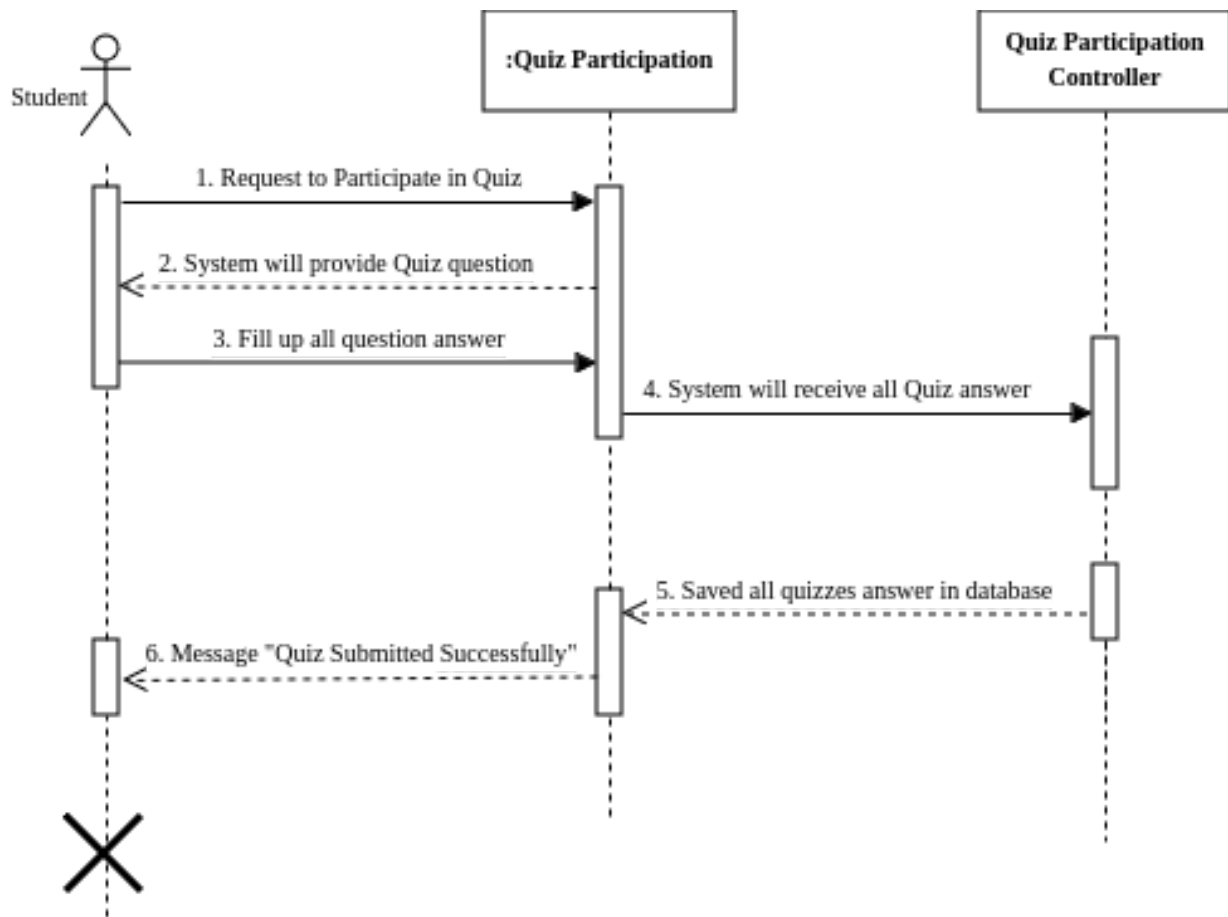 Student
:Quiz Participation
Quiz Participation
Controller
1. Request to Participate in Quiz
2. System will provide Quiz question
3. Fill up all question answer
4. System will receive all Quiz answer
5. Saved all quizzes answer in database
6. Message "Quiz Submitted Successfully"